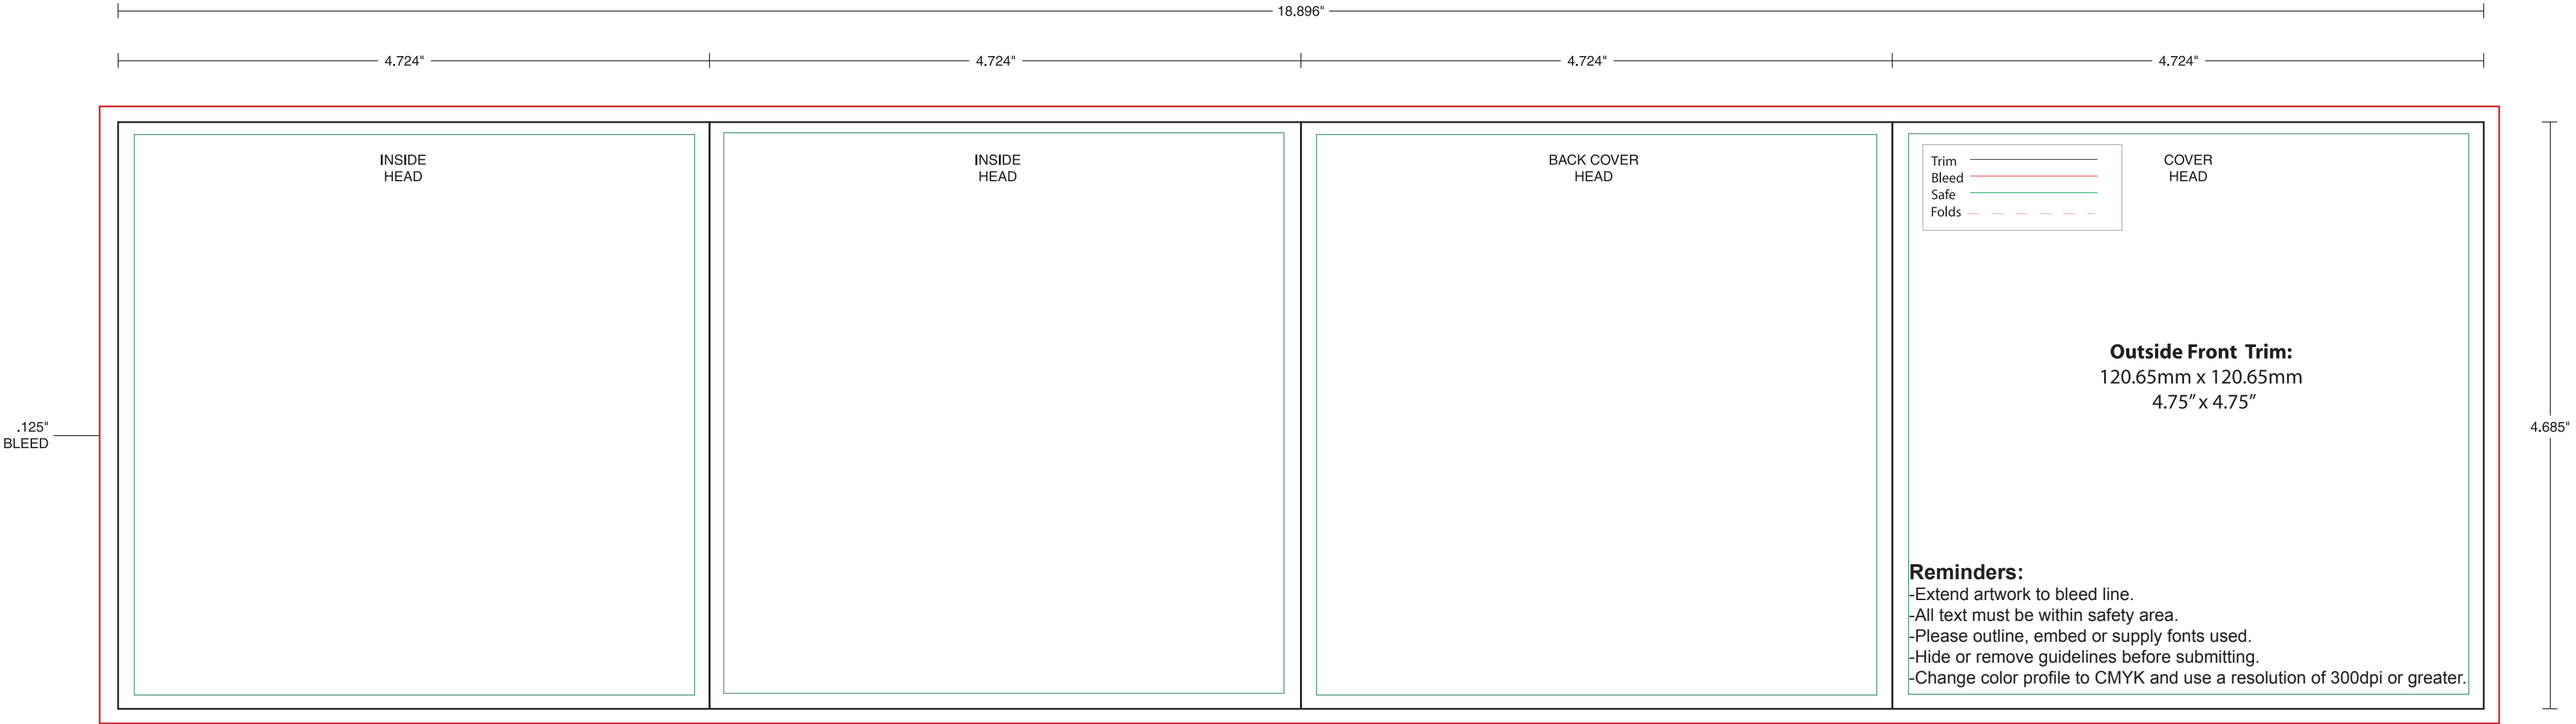 18.896"
4.724"
4.724"
4.724"
4.724"
INSIDE
HEAD
INSIDE
HEAD
BACK COVER
HEAD
COVER
HEAD
Trim
Bleed
Safe
Folds
Outside Front Trim:
120.65mm x 120.65mm
4.75” x 4.75”
.125"
BLEED
4.685"
Reminders:
-Extend artwork to bleed line.
-All text must be within safety area.
-Please outline, embed or supply fonts used.
-Hide or remove guidelines before submitting.
-Change color profile to CMYK and use a resolution of 300dpi or greater.